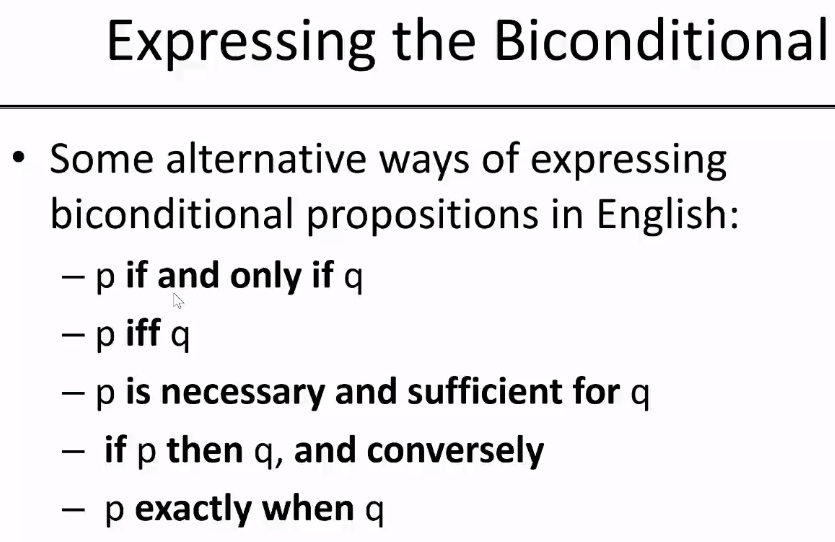 Expressing the Biconditional
• Some alternative ways of expressing
biconditional propositions in English:
– p if and only if q
– p iff q
– p is necessary and sufficient for q
– if p then q, and conversely
– p exactly when q